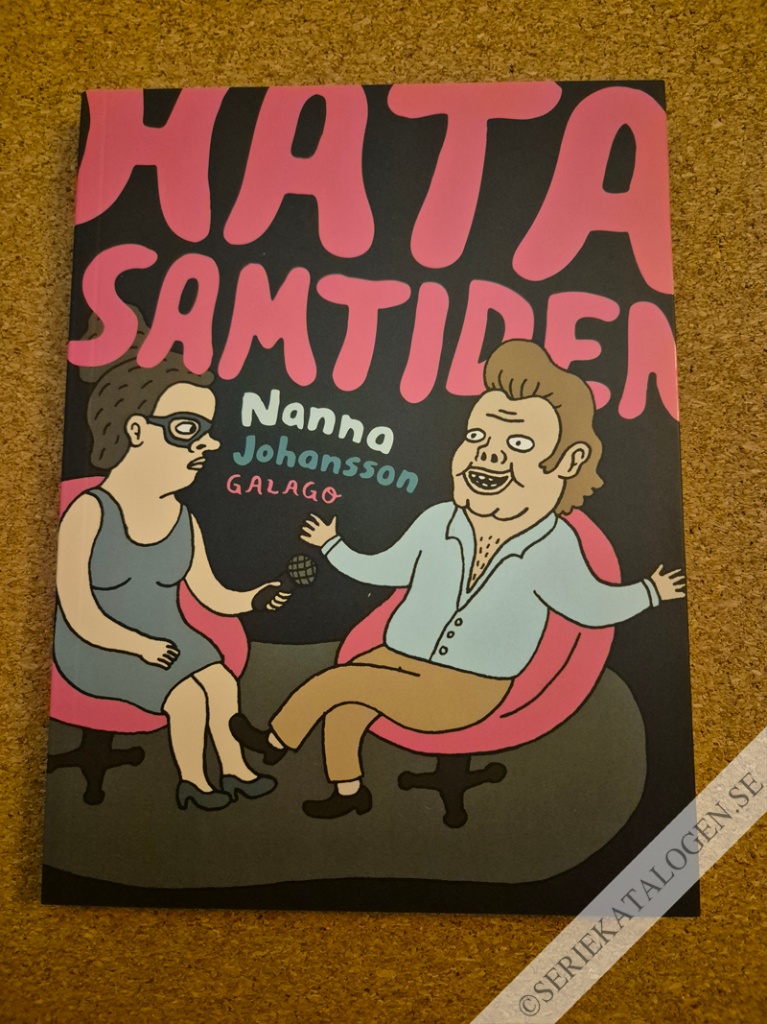 HATA
SAMTIDEN
Nanna
Johansson
GALAGO
©SERIEKATALOGEN.SE